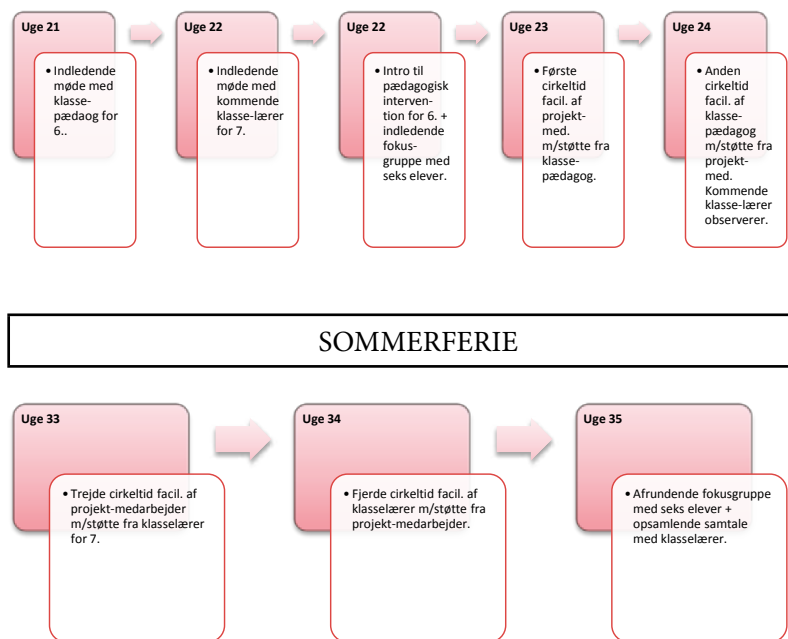 Uge 21
• Indledende
møde med
klasse-
pædaog for
6..
Uge 22
• Indledende
møde med
kommende
klasse-lærer
for 7.
Uge 22
• Intro til
pædagogisk
interven-
tion for 6. +
indledende
fokus-
gruppe med
seks elever.
Uge 23
• Første
cirkeltid
facil. af
projekt-
med.
m/støtte fra
klasse-
pædagog.
Uge 24
• Anden
cirkeltid
facil. af
klasse-
pædagog
m/støtte fra
projekt-
med.
Kommende
klasse-lærer
observerer.
SOMMERFERIE
Uge 33
• Trejde cirkeltid facil. af
projekt-medarbejder
m/støtte fra klasselærer
for 7.
Uge 34
• Fjerde cirkeltid facil. af
klasselærer m/støtte fra
projekt-medarbejder.
Uge 35
• Afrundende fokusgruppe
med seks elever +
opsamlende samtale
med klasselærer.